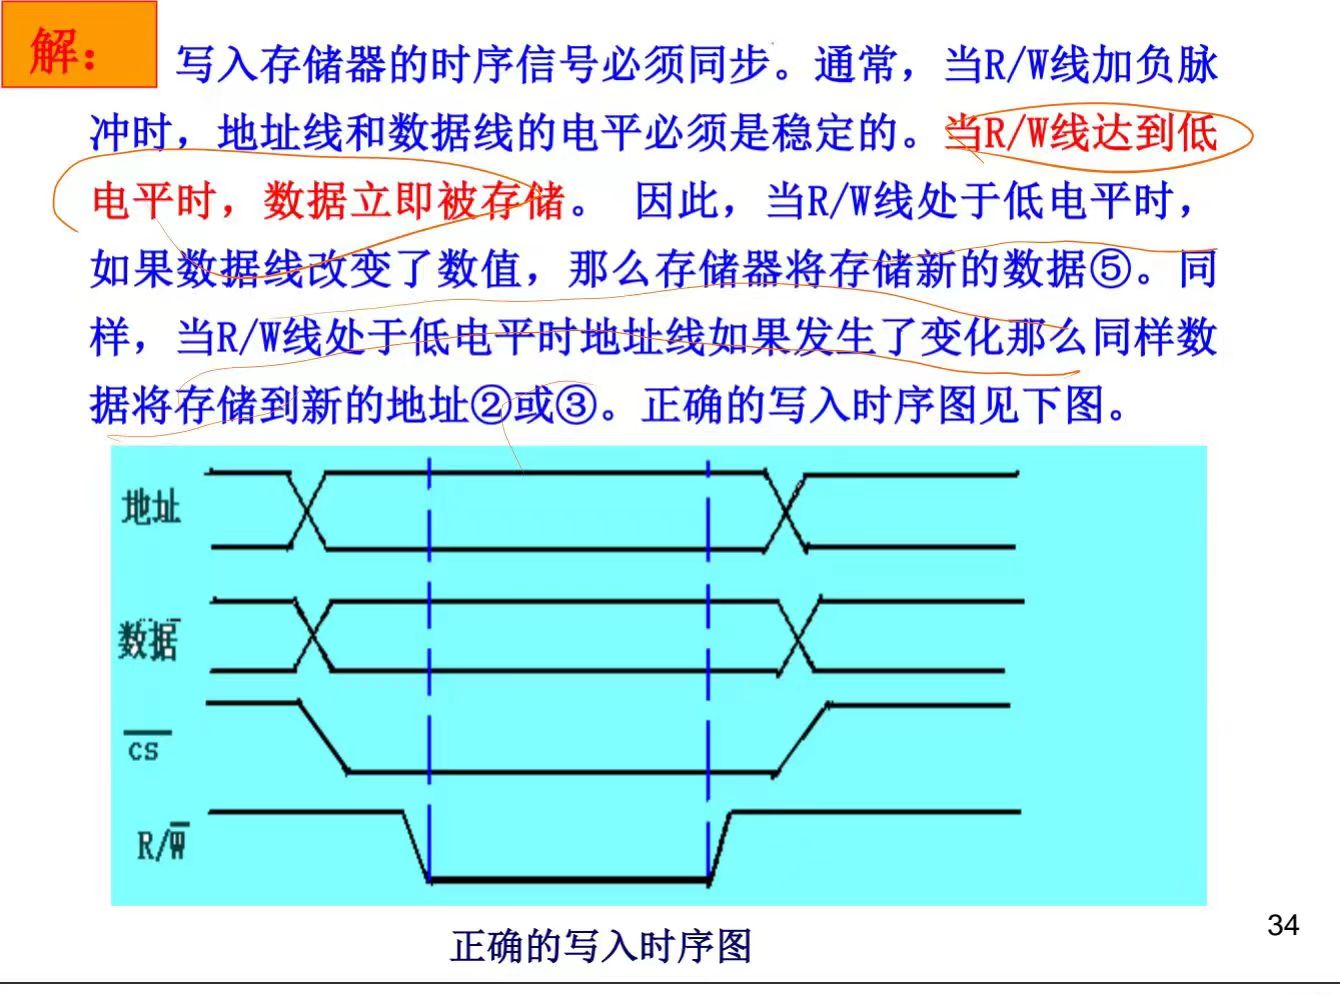 解：
写入存储器的时序信号必须同步。通常，当R/W线加负脉
冲时，地址线和数据线的电平必须是稳定的。当R/W线达到低
电平时，数据立即被存储。 因此，当R/W线处于低电平时，
如果数据线改变了数值，那么存储器将存储新的数据⑤。同
样，当R/W线处于低电平时地址线如果发生了变化那么同样数
据将存储到新的地址②或③。正确的写入时序图见下图。
地址
数据
CS
R/W
正确的写入时序图
34